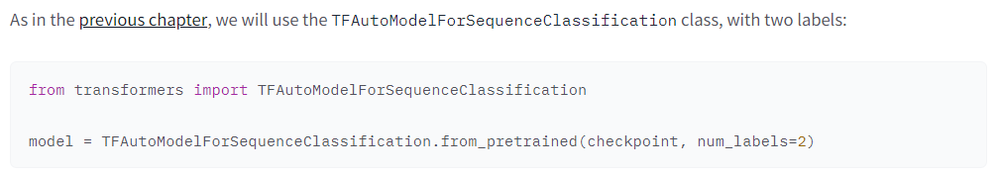 As in the previous chapter, we will use the TFAutoModelForSequenceClassification class, with two labels:
from transformers import TFAutoModelForSequenceClassification
model = TFAutoModelForSequenceClassification.from_pretrained(checkpoint, num_labels=2)